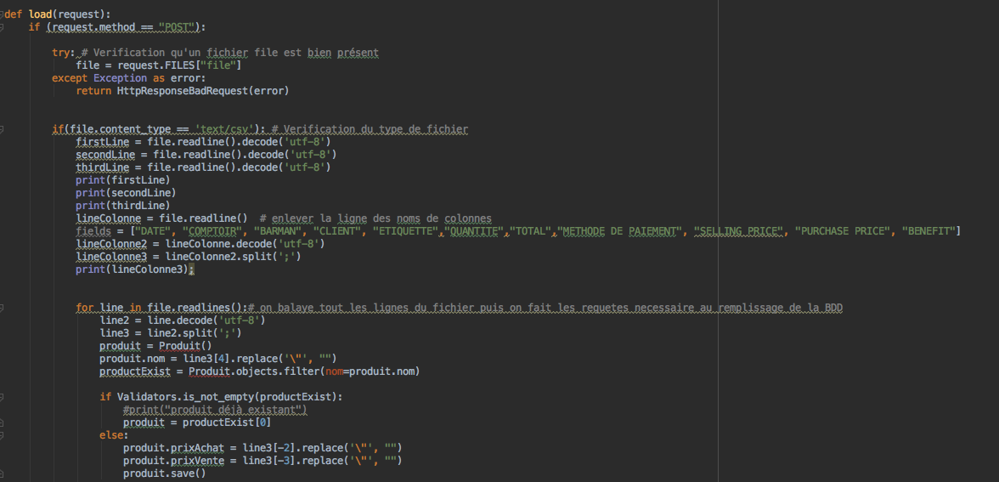 def load(request):
    if (request.method == "POST"):
        try: # Verification qu'un fichier file est bien présent
            file = request.FILES["file"]
        except Exception as error:
            return HttpResponseBadRequest(error)
        if(file.content_type == 'text/csv'): # Verification du type de fichier
            firstLine = file.readline().decode('utf-8')
            secondLine = file.readline().decode('utf-8')
            thirdLine = file.readline().decode('utf-8')
            print(firstLine)
            print(secondLine)
            print(thirdLine)
            lineColonne = file.readline()  # enlever la ligne des noms de colonnes
            fields = ["DATE", "COMPTOIR", "BARMAN", "CLIENT", "ETIQUETTE","QUANTITE","TOTAL","METHODE DE PAIEMENT", "SELLING PRICE", "PURCHASE PRICE", "BENEFIT"]
            lineColonne2 = lineColonne.decode('utf-8')
            lineColonne3 = lineColonne2.split(';')
            print(lineColonne3);
            for line in file.readlines():# on balaye tout les lignes du fichier puis on fait les requetes necessaire au remplissage de la BDD
                line2 = line.decode('utf-8')
                line3 = line2.split(';')
                produit = Produit()
                produit.nom = line3[4].replace('\"', "")
                productExist = Produit.objects.filter(nom=produit.nom)
                if Validators.is_not_empty(productExist):
                    #print("produit déjà existant")
                    produit = productExist[0]
                else:
                    produit.prixAchat = line3[-2].replace('\"', "")
                    produit.prixVente = line3[-3].replace('\"', "")
                    produit.save()